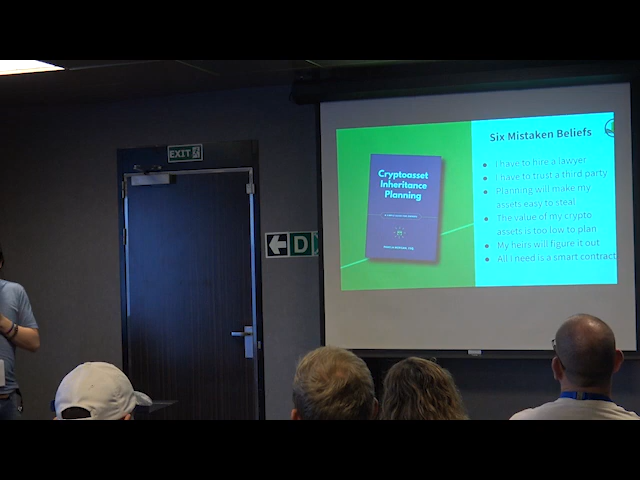 EXIT
D
Cryptoasset
Inheritance
Planning
Six Mistaken Beliefs
I have to hire a lawyer
I have to trust a third party
Planning will make my
assets easy to steal
The value of my crypto
assets is too low to plan
My heirs will figure it out
All I need is a smart contract